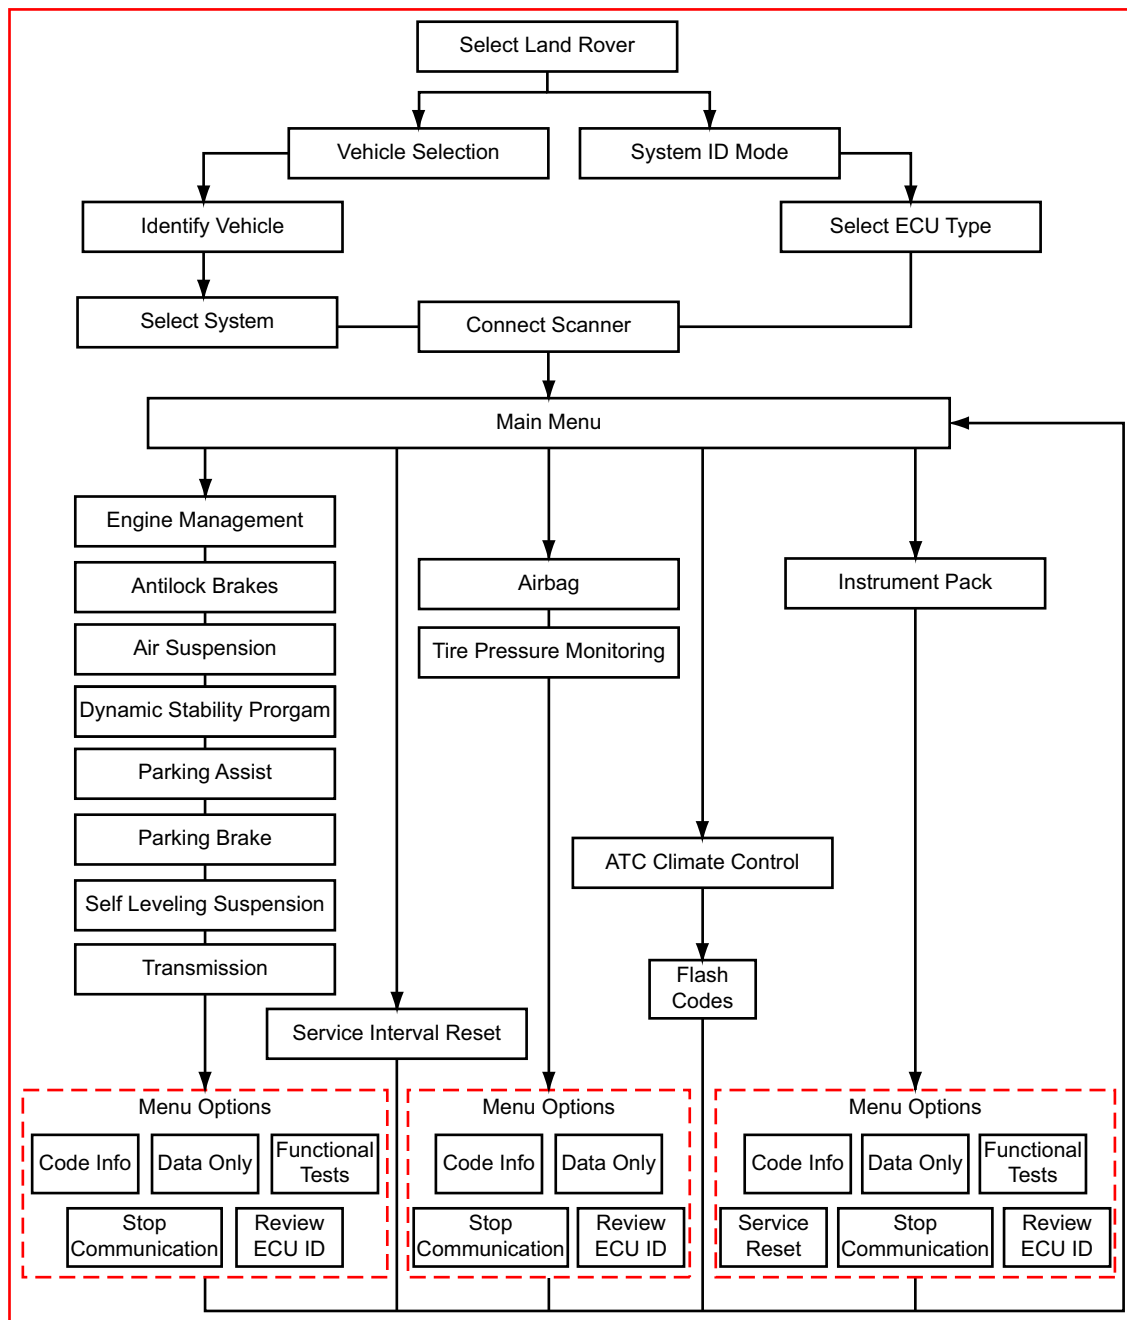 Select Land Rover
Vehicle Selection
System ID Mode
Identify Vehicle
Select ECU Type
Select System
Connect Scanner
Main Menu
Engine Management
Antilock Brakes
Air Suspension
Dynamic Stability Prorgam
Parking Assist
Parking Brake
Self Leveling Suspension
Transmission
Service Interval Reset
Airbag
Tire Pressure Monitoring
ATC Climate Control
Flash
Codes
Instrument Pack
Menu Options
Code Info
Data Only
Functional
Tests
Stop
Communication
Review
ECU ID
Menu Options
Code Info
Data Only
Stop
Communication
Review
ECU ID
Menu Options
Code Info
Data Only
Functional
Tests
Service
Reset
Stop
Communication
Review
ECU ID